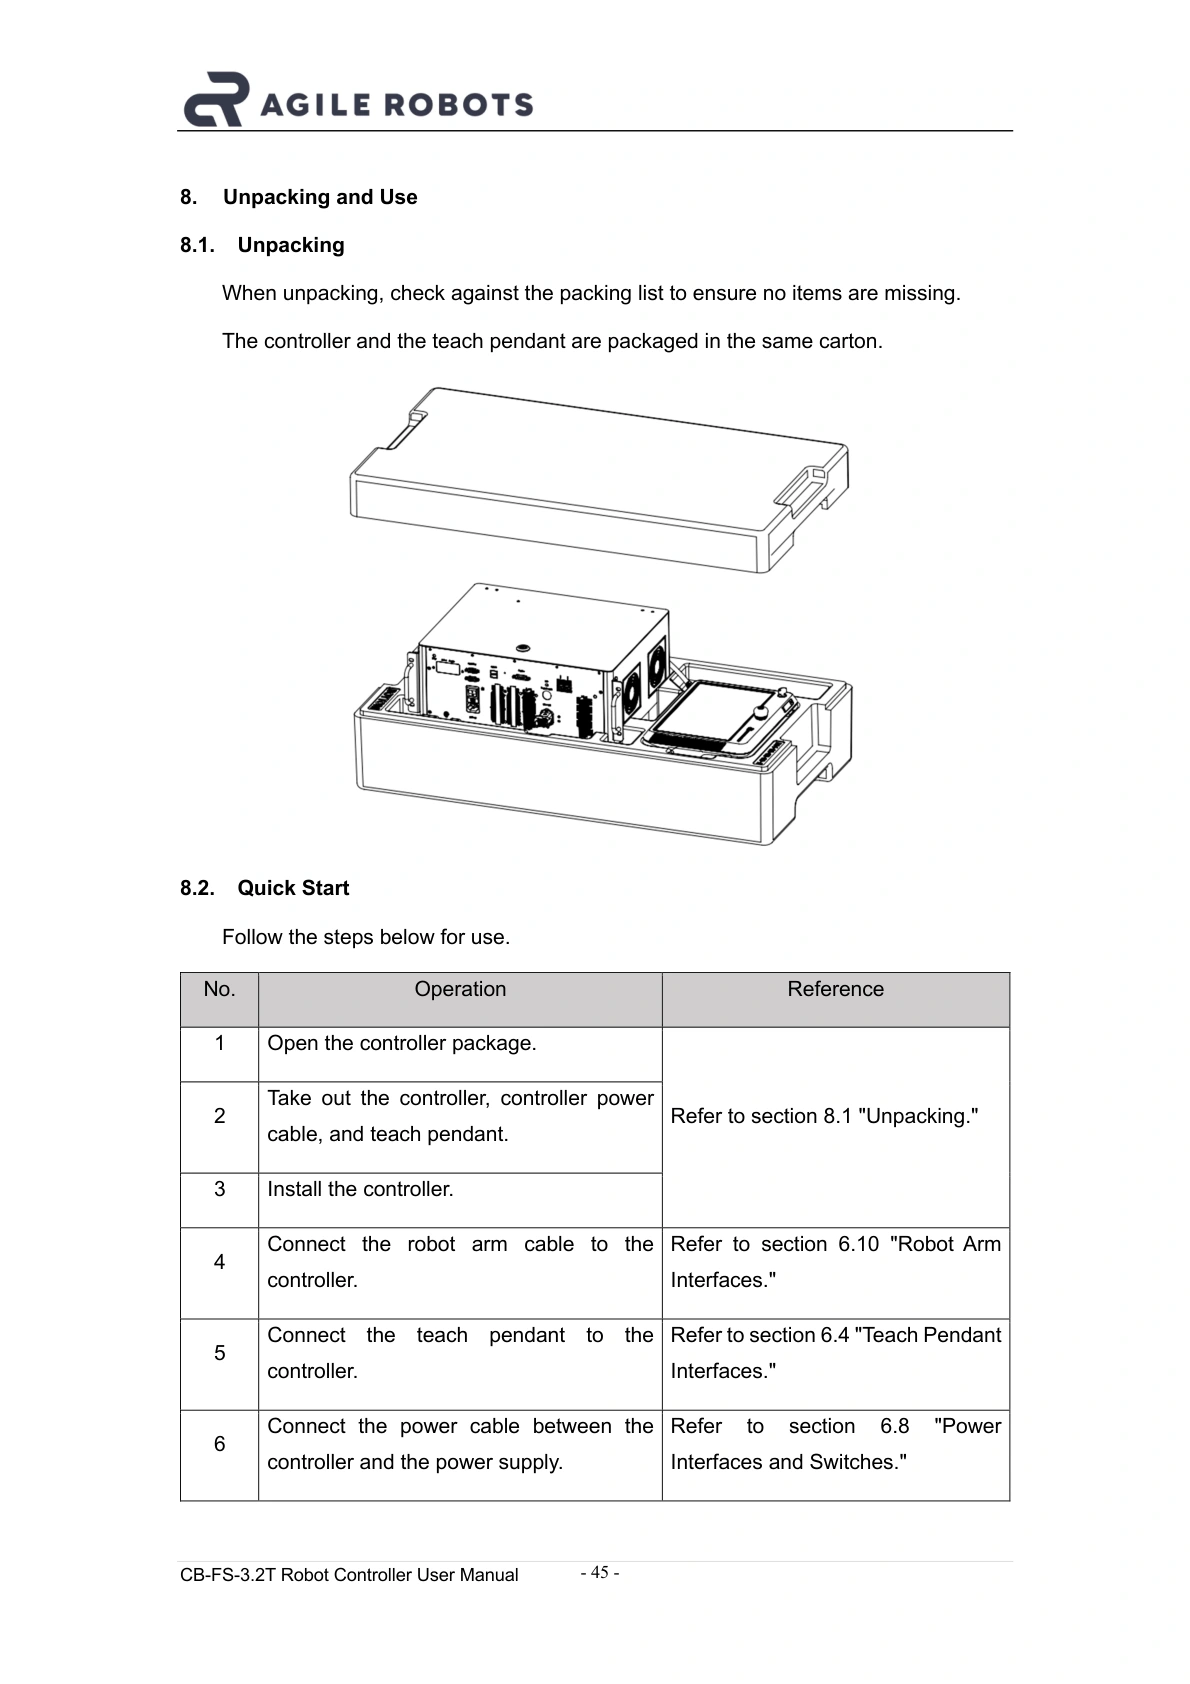 AGILE ROBOTS
8. Unpacking and Use
8.1. Unpacking
When unpacking, check against the packing list to ensure no items are missing.
The controller and the teach pendant are packaged in the same carton.
8.2. Quick Start
Follow the steps below for use.
No. Operation Reference
1 Open the controller package.
2 Take out the controller, controller power
cable, and teach pendant.
Refer to section 8.1 "Unpacking."
3 Install the controller.
4 Connect the robot arm cable to the
controller.
Refer to section 6.10 "Robot Arm
Interfaces."
5 Connect the teach pendant to the
controller.
Refer to section 6.4 "Teach Pendant
Interfaces."
6 Connect the power cable between the
controller and the power supply.
Refer to section 6.8 "Power
Interfaces and Switches."
CB-FS-3.2T Robot Controller User Manual - 45 -